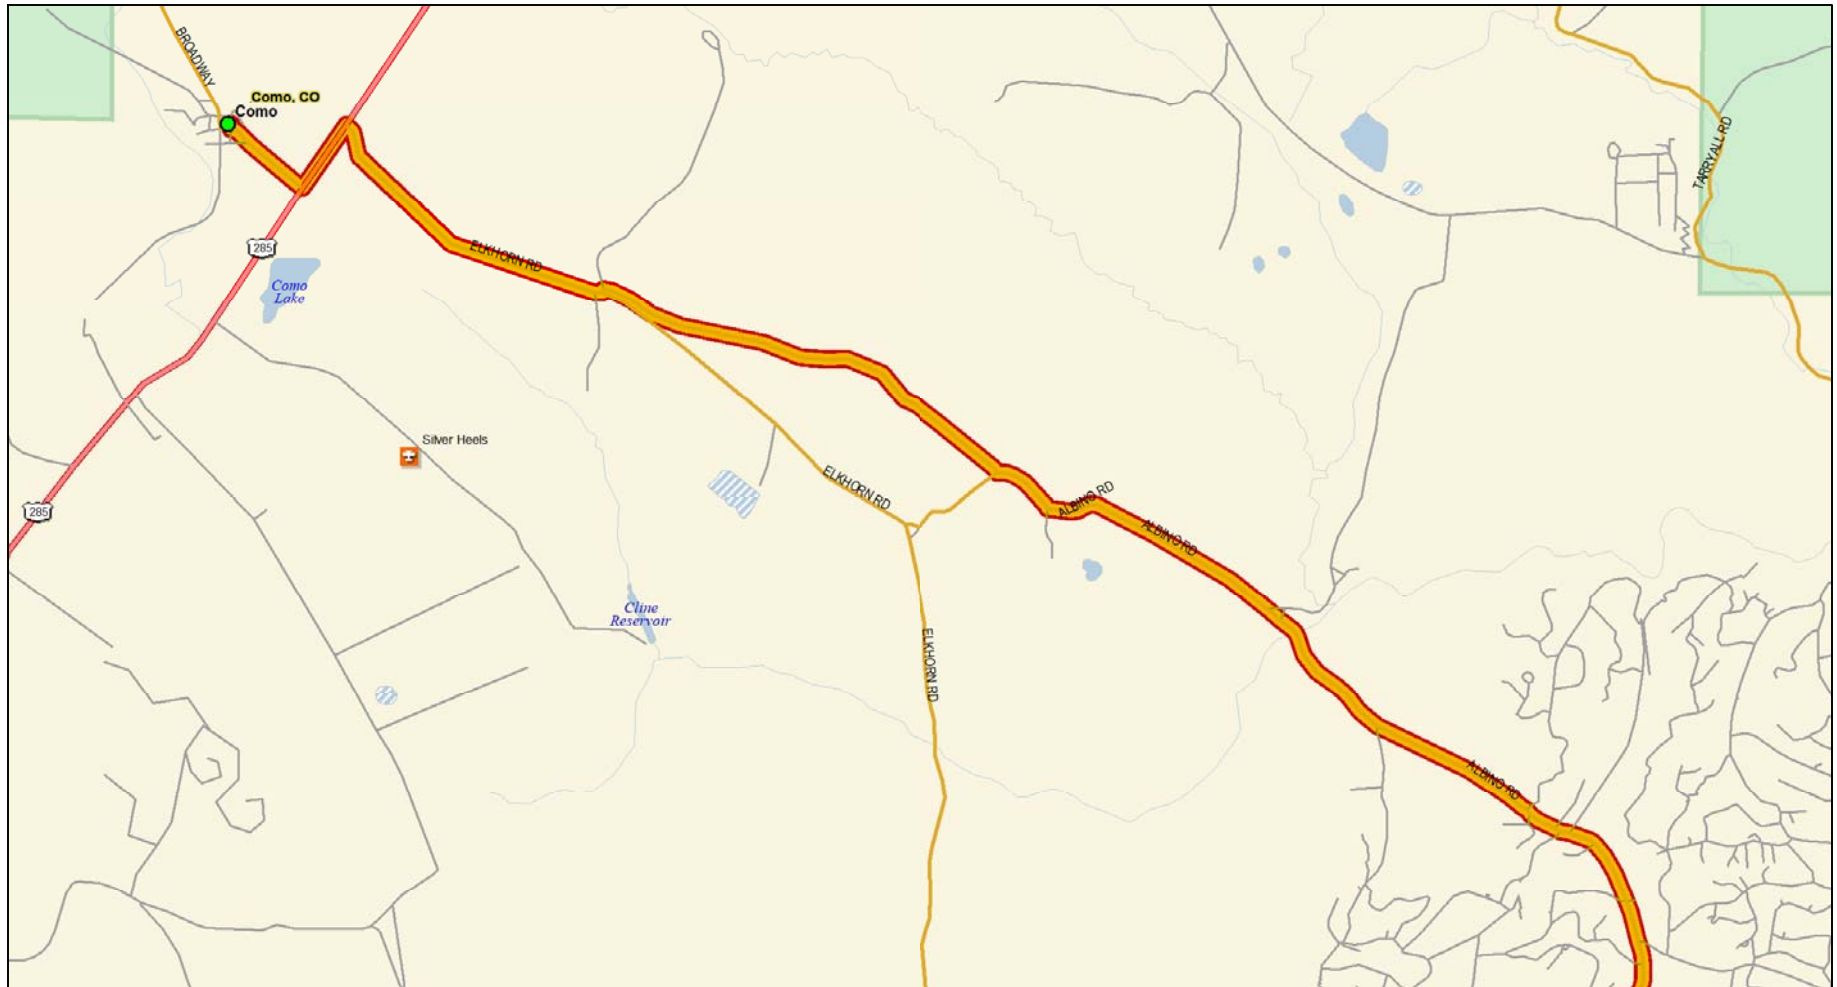 BROADWAY
Como, CO
Como
TARRYALL RD
285
ELKHORN RD
Como
Lake
Silver Heels
ELKHORN RD
ALBINO RD
285
ALBINO RD
Cline
Reservoir
ELKHORN RD
ALBINO RD